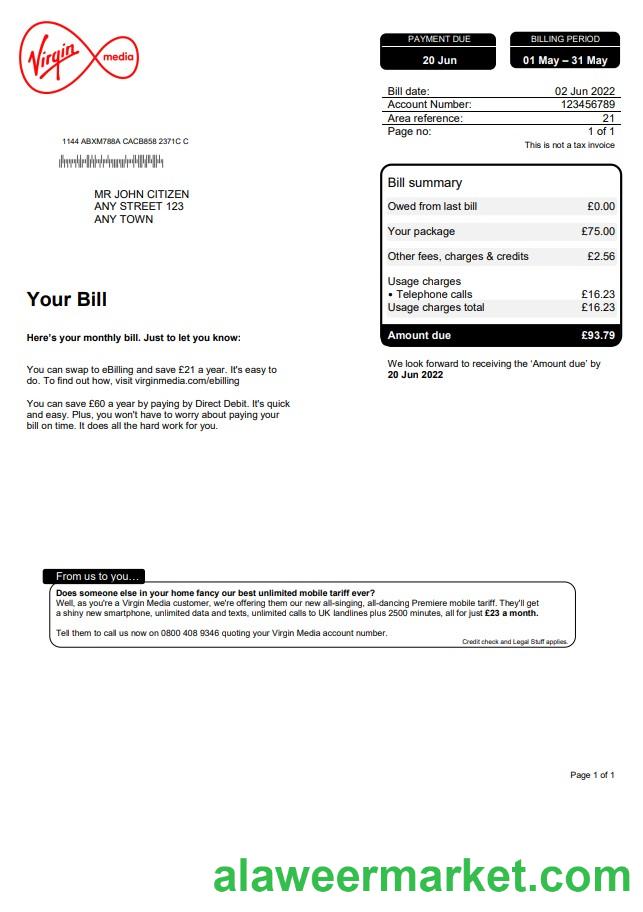 Virgin media
PAYMENT DUE
20 Jun
BILLING PERIOD
01 May – 31 May
Bill date: 02 Jun 2022
Account Number: 123456789
Area reference: 21
Page no: 1 of 1
This is not a tax invoice
1144 ABXM788A CACB858 2371C C
MR JOHN CITIZEN
ANY STREET 123
ANY TOWN
Bill summary
Owed from last bill £0.00
Your package £75.00
Other fees, charges & credits £2.56
Usage charges
• Telephone calls £16.23
Usage charges total £16.23
Amount due £93.79
We look forward to receiving the ‘Amount due’ by
20 Jun 2022
Your Bill
Here’s your monthly bill. Just to let you know:
You can swap to eBilling and save £21 a year. It's easy to
do. To find out how, visit virginmedia.com/ebilling
You can save £60 a year by paying by Direct Debit. It's quick
and easy. Plus, you won't have to worry about paying your
bill on time. It does all the hard work for you.
From us to you…
Does someone else in your home fancy our best unlimited mobile tariff ever?
Well, as you're a Virgin Media customer, we're offering them our new all-singing, all-dancing Premiere mobile tariff. They'll get
a shiny new smartphone, unlimited data and texts, unlimited calls to UK landlines plus 2500 minutes, all for just £23 a month.
Tell them to call us now on 0800 408 9346 quoting your Virgin Media account number.
Credit check and Legal Stuff applies.
Page 1 of 1
alaweermarket.com